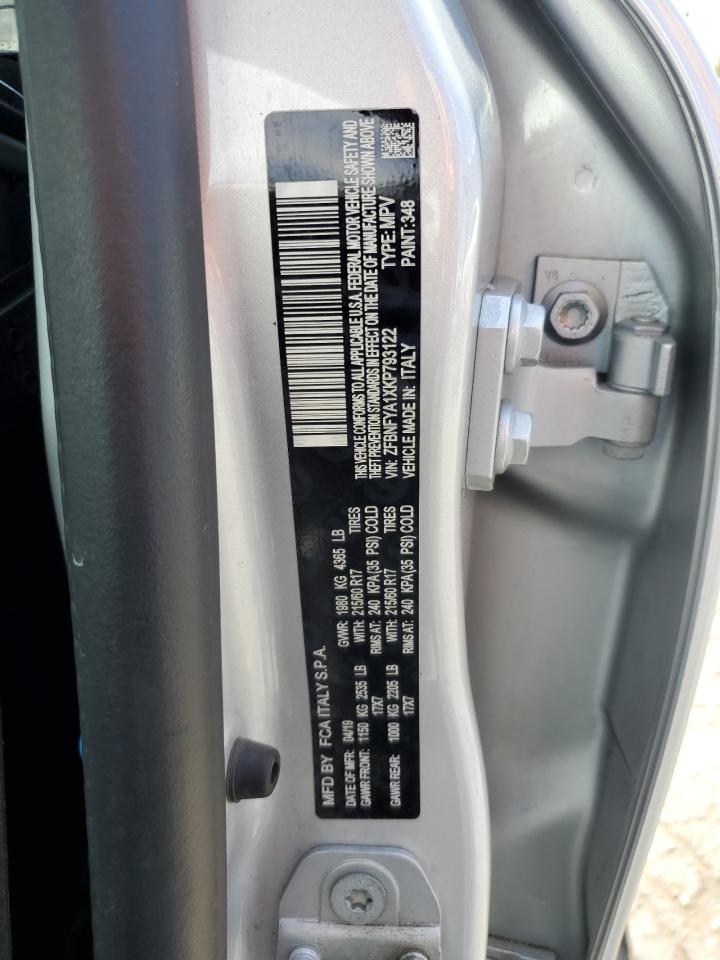 MFD BY FCA ITALY S.P.A.
DATE OF MFR: 04/19 GVWR: 1980 KG 4365 LB
GAWR FRONT: 1150 KG 2535 LB WITH: 215/60 R17 TIRES
17X7 RIMS AT: 240 KPA(35 PSI) COLD
GAWR REAR: 1000 KG 2205 LB WITH: 215/60 R17 TIRES
17X7 RIMS AT: 240 KPA(35 PSI) COLD
THIS VEHICLE CONFORMS TO ALL APPLICABLE U.S.A. FEDERAL MOTOR VEHICLE SAFETY AND
THEFT PREVENTION STANDARDS IN EFFECT ON THE DATE OF MANUFACTURE SHOWN ABOVE
VIN: ZFBNFYA1XKP793122 TYPE: MPV
VEHICLE MADE IN: ITALY PAINT:348